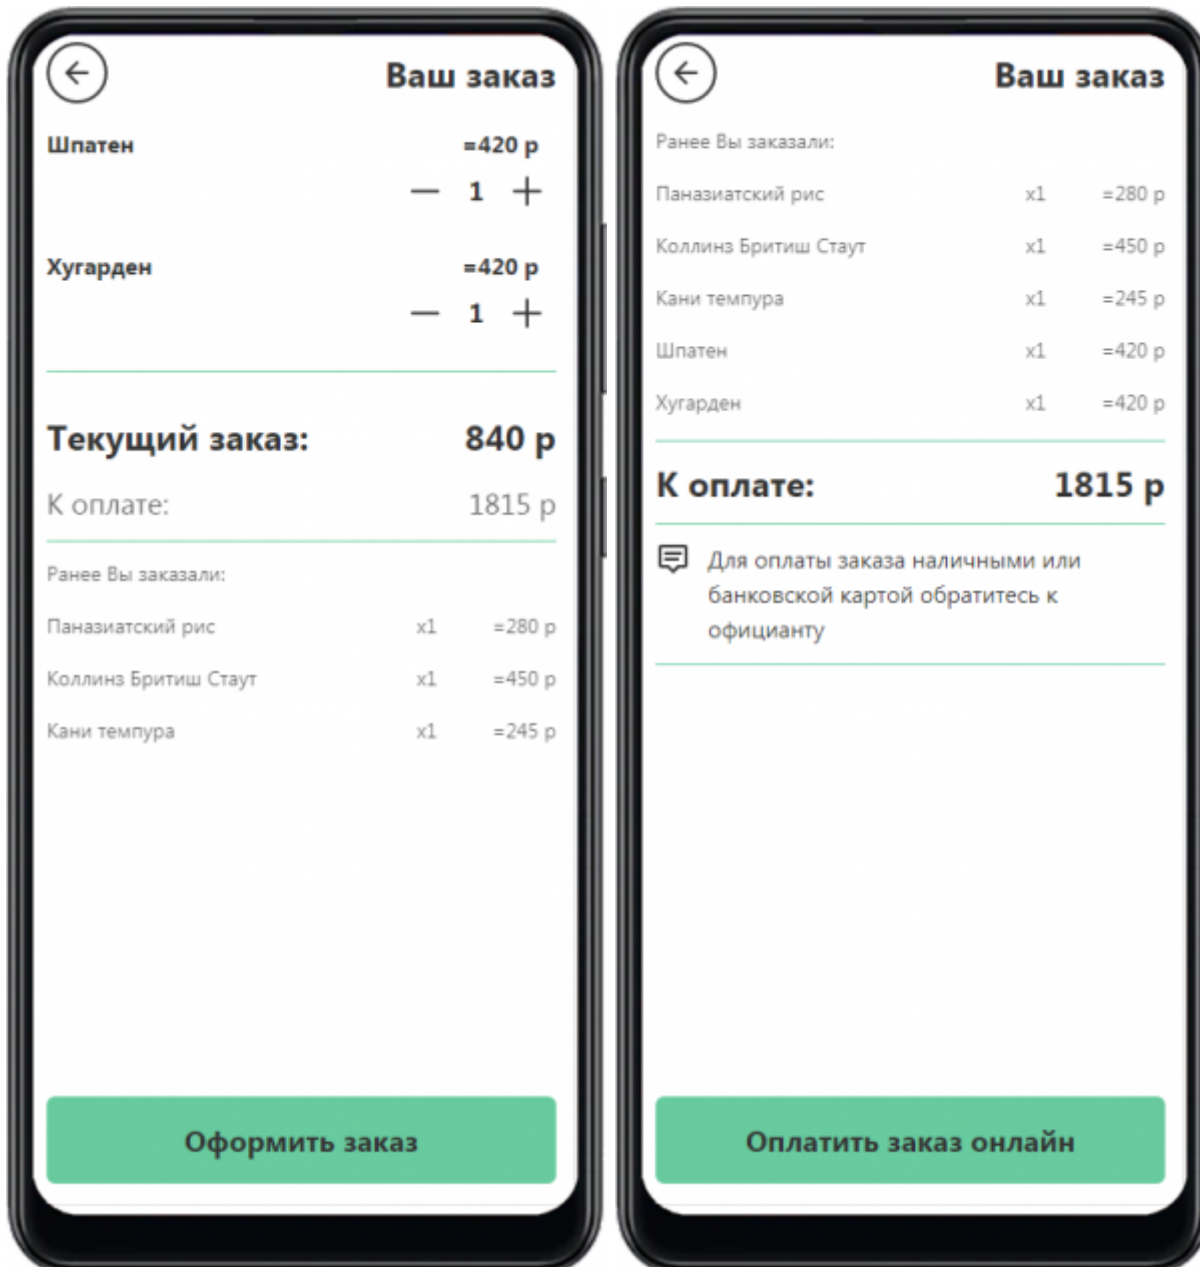 Ваш заказ
Шпатен =420 р
1
Хугарден =420 р
1
Текущий заказ: 840 р
К оплате: 1815 р
Ранее Вы заказали:
Паназиатский рис x1 =280 р
Коллинз Бритиш Стаут x1 =450 р
Кани темпура x1 =245 р
Оформить заказ
Ваш заказ
Ранее Вы заказали:
Паназиатский рис x1 =280 р
Коллинз Бритиш Стаут x1 =450 р
Кани темпура x1 =245 р
Шпатен x1 =420 р
Хугарден x1 =420 р
К оплате: 1815 р
Для оплаты заказа наличными или
банковской картой обратитесь к
официанту
Оплатить заказ онлайн